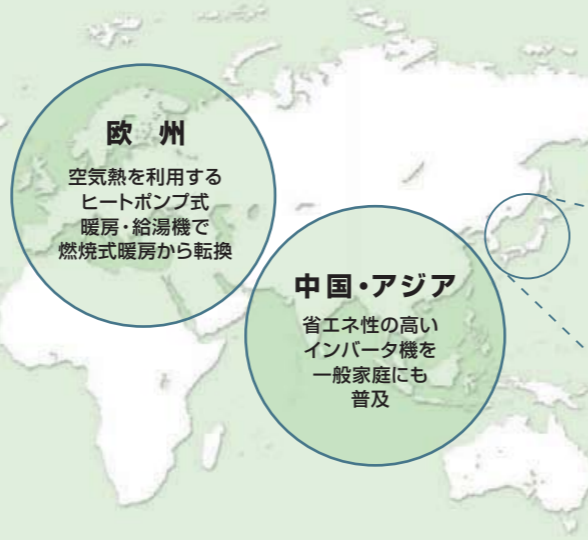 欧 州
空気熱を利用する
ヒートポンプ式
暖房・給湯機で
燃焼式暖房から転換
中国・アジア
省エネ性の高い
インバータ機を
一般家庭にも
普及